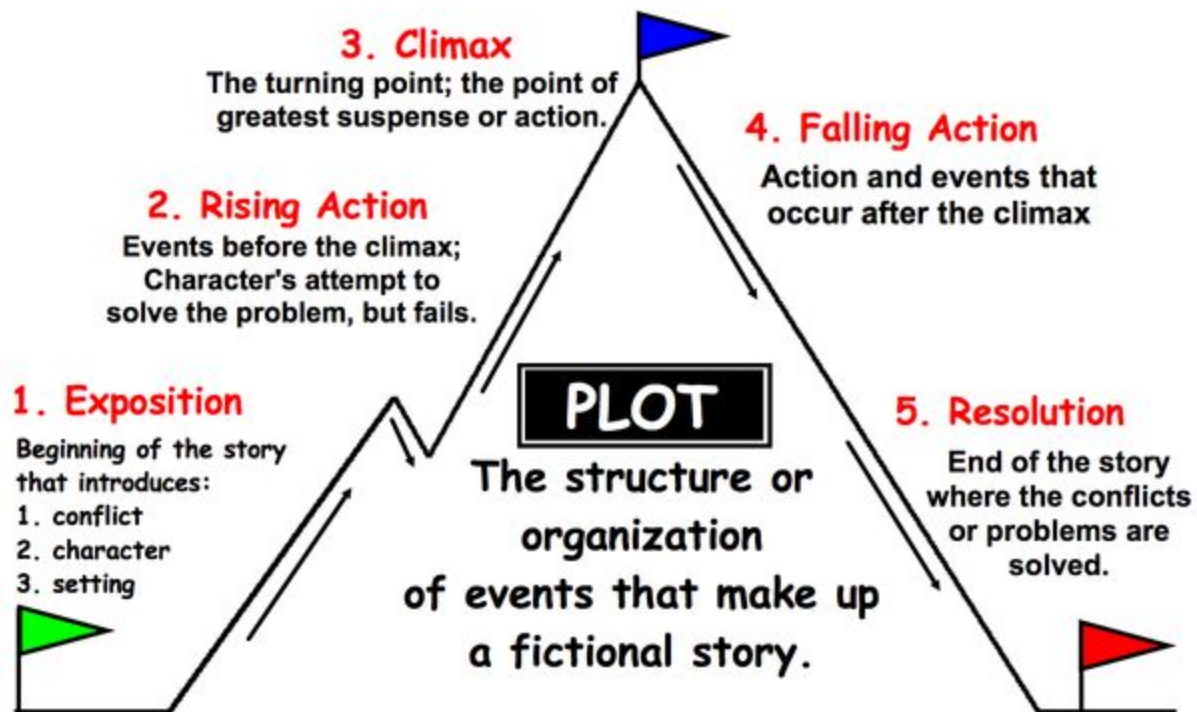 3. Climax
The turning point; the point of
greatest suspense or action.
4. Falling Action
Action and events that
occur after the climax
2. Rising Action
Events before the climax;
Character's attempt to
solve the problem, but fails.
1. Exposition
Beginning of the story
that introduces:
1. conflict
2. character
3. setting
PLOT
The structure or
organization
of events that make up
a fictional story.
5. Resolution
End of the story
where the conflicts
or problems are
solved.